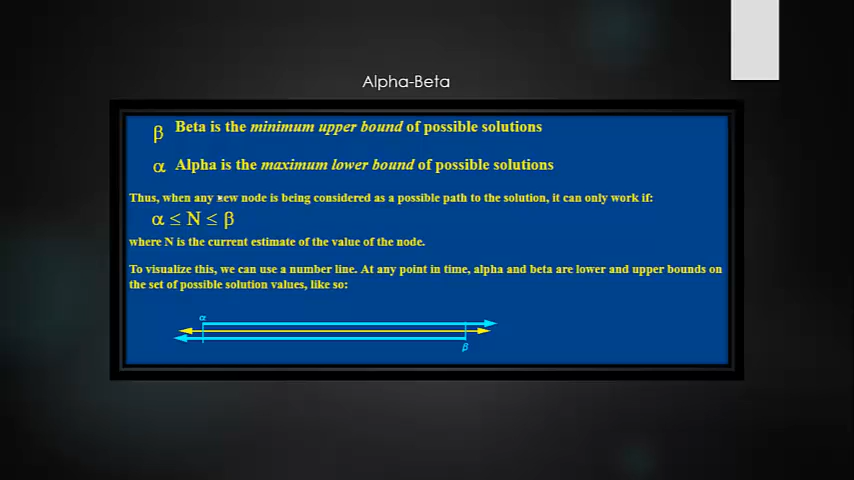 Alpha-Beta
β Beta is the minimum upper bound of possible solutions
α Alpha is the maximum lower bound of possible solutions
Thus, when any new node is being considered as a possible path to the solution, it can only work if:
α ≤ N ≤ β
where N is the current estimate of the value of the node.
To visualize this, we can use a number line. At any point in time, alpha and beta are lower and upper bounds on
the set of possible solution values, like so:
α
β